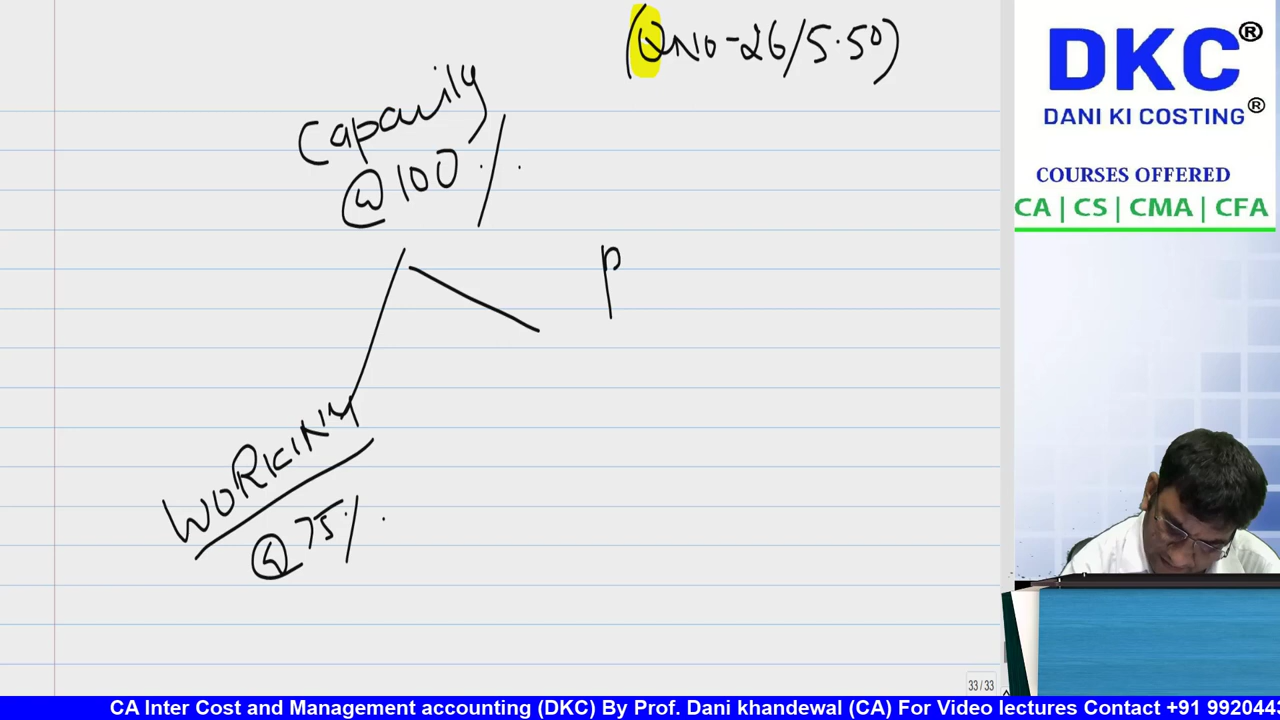 (QNo-26/5.50)
Capacity
@100%.
P
WORKING
@75%.
DKC®
DANI KI COSTING®
COURSES OFFERED
CA | CS | CMA | CFA
33 / 33
CA Inter Cost and Management accounting (DKC) By Prof. Dani khandewal (CA) For Video lectures Contact +91 992044